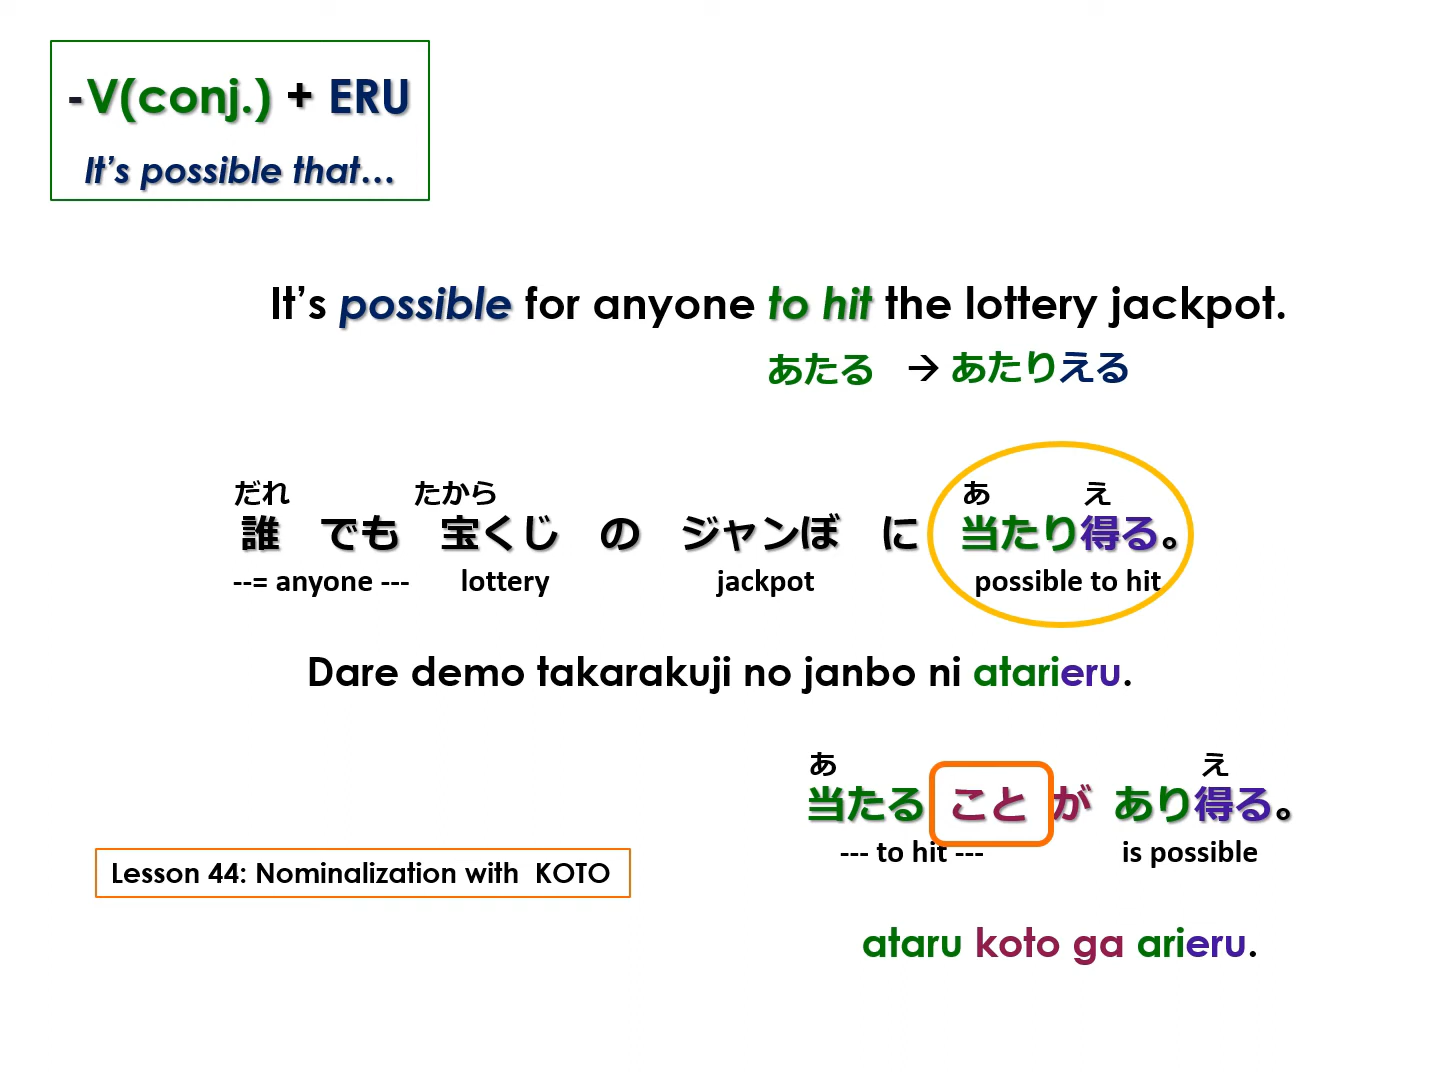 -V(conj.) + ERU
It's possible that…
It's possible for anyone to hit the lottery jackpot.
あたる → あたりえる
だれ たから あ え
誰 でも 宝くじ の ジャンぼ に 当たり得る。
--= anyone --- lottery jackpot possible to hit
Dare demo takarakuji no janbo ni atarieru.
あ え
当たる こと が あり得る。
--- to hit --- is possible
Lesson 44: Nominalization with KOTO
ataru koto ga arieru.